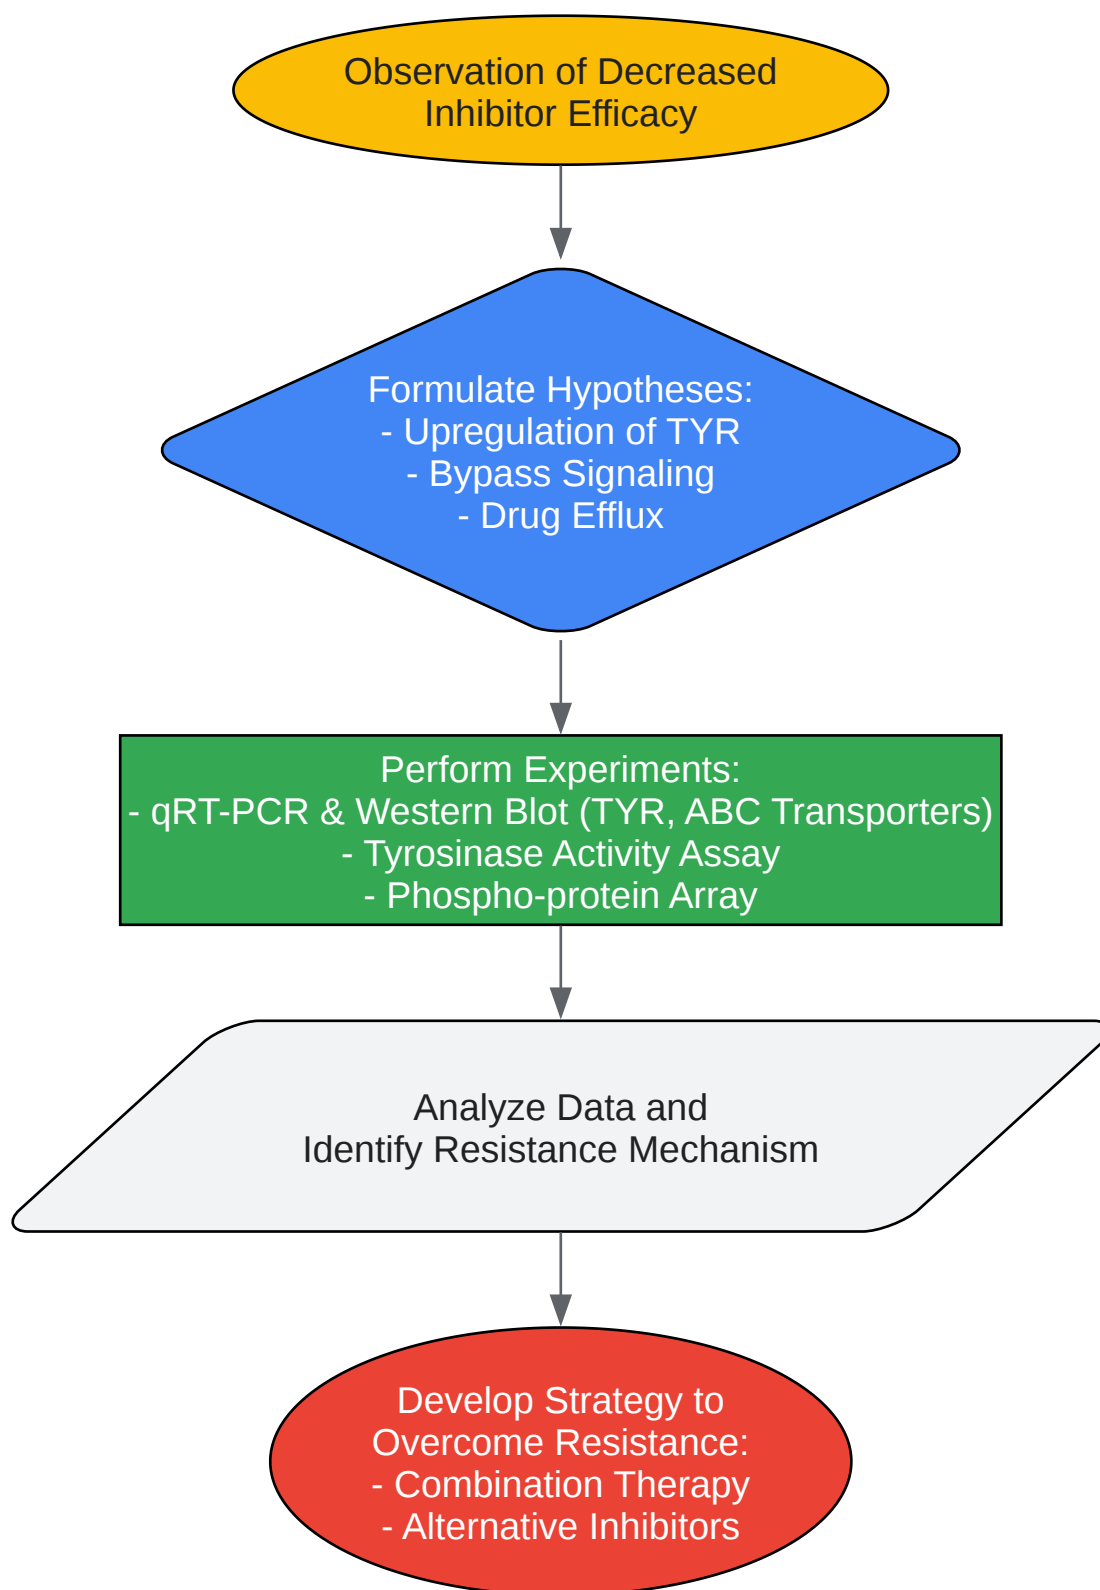 Observation of Decreased
Inhibitor Efficacy
Formulate Hypotheses:
- Upregulation of TYR
- Bypass Signaling
- Drug Efflux
Perform Experiments:
- qRT-PCR & Western Blot (TYR, ABC Transporters)
- Tyrosinase Activity Assay
- Phospho-protein Array
Analyze Data and
Identify Resistance Mechanism
Develop Strategy to
Overcome Resistance:
- Combination Therapy
- Alternative Inhibitors